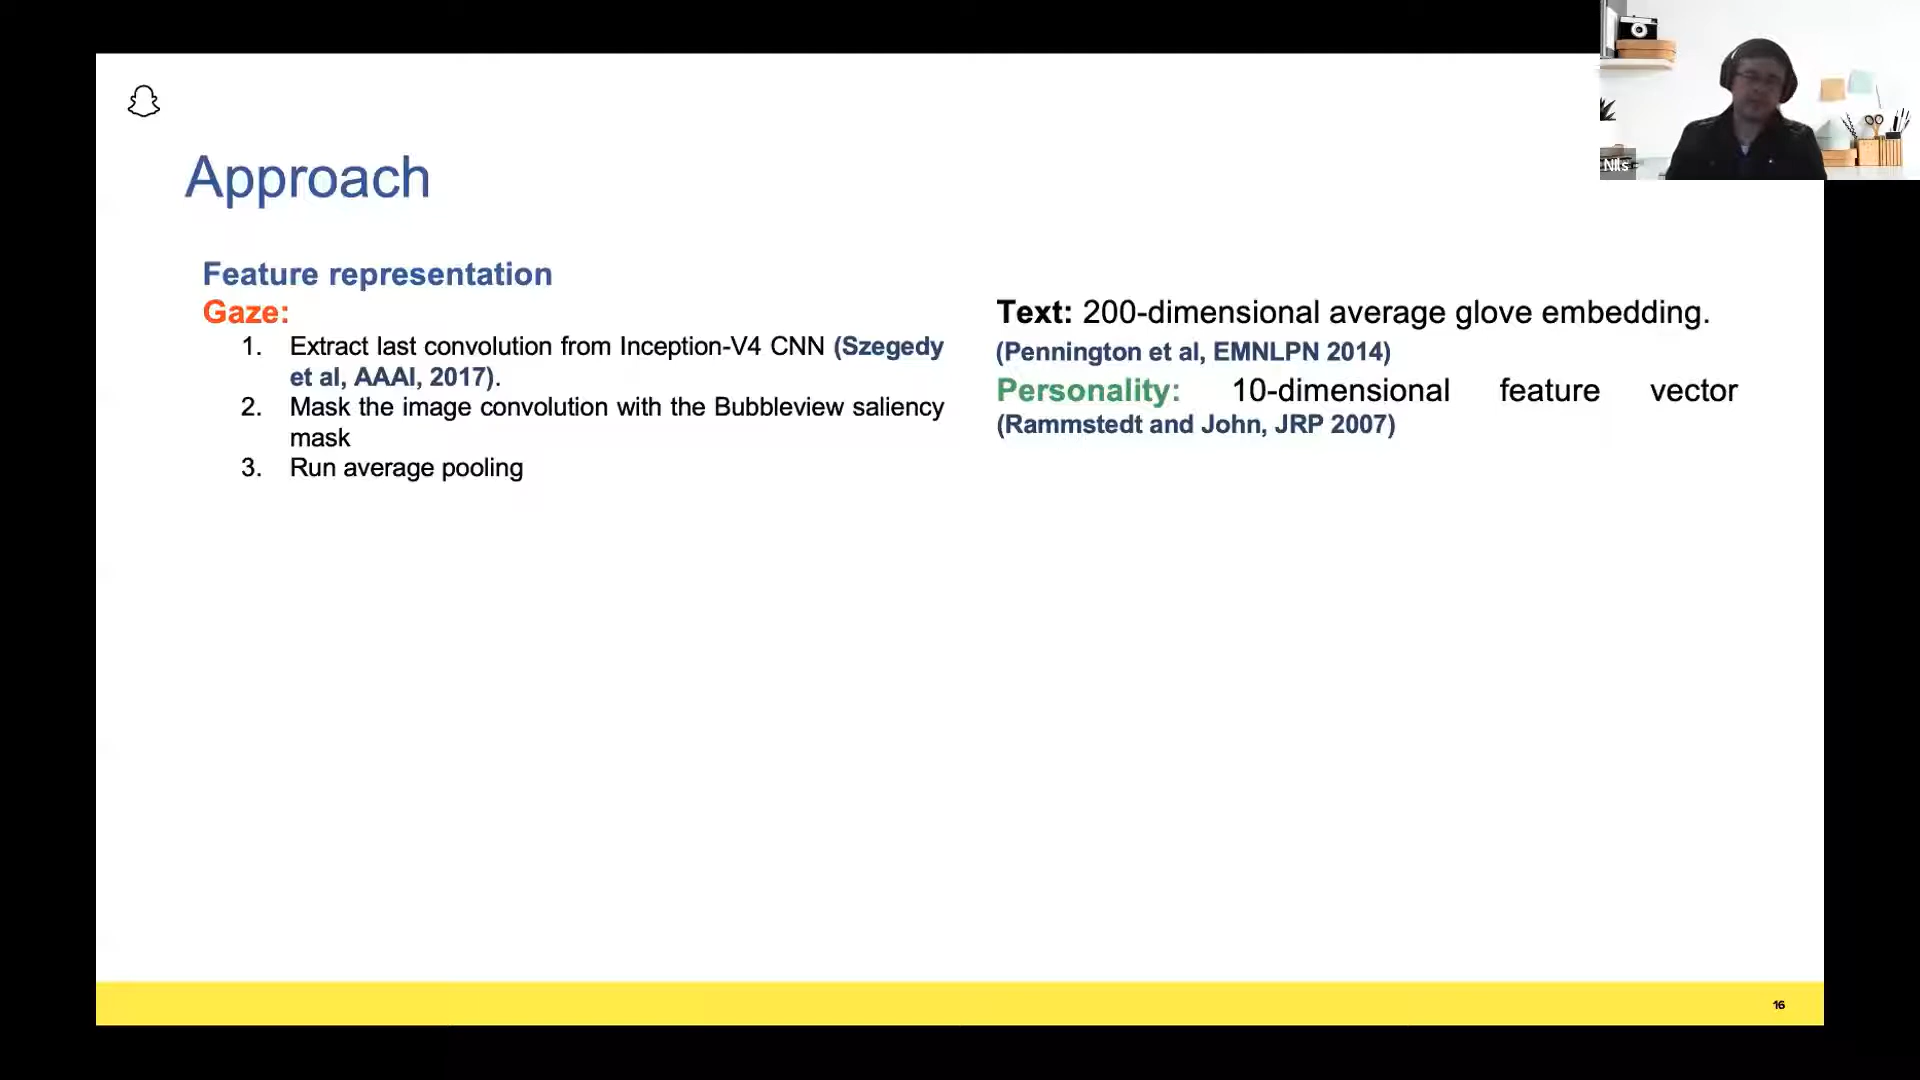 Approach
Feature representation
Gaze:
1. Extract last convolution from Inception-V4 CNN (Szegedy
et al, AAAI, 2017).
2. Mask the image convolution with the Bubbleview saliency
mask
3. Run average pooling
Text: 200-dimensional average glove embedding.
(Pennington et al, EMNLPN 2014)
Personality: 10-dimensional feature vector
(Rammstedt and John, JRP 2007)
Nils
16